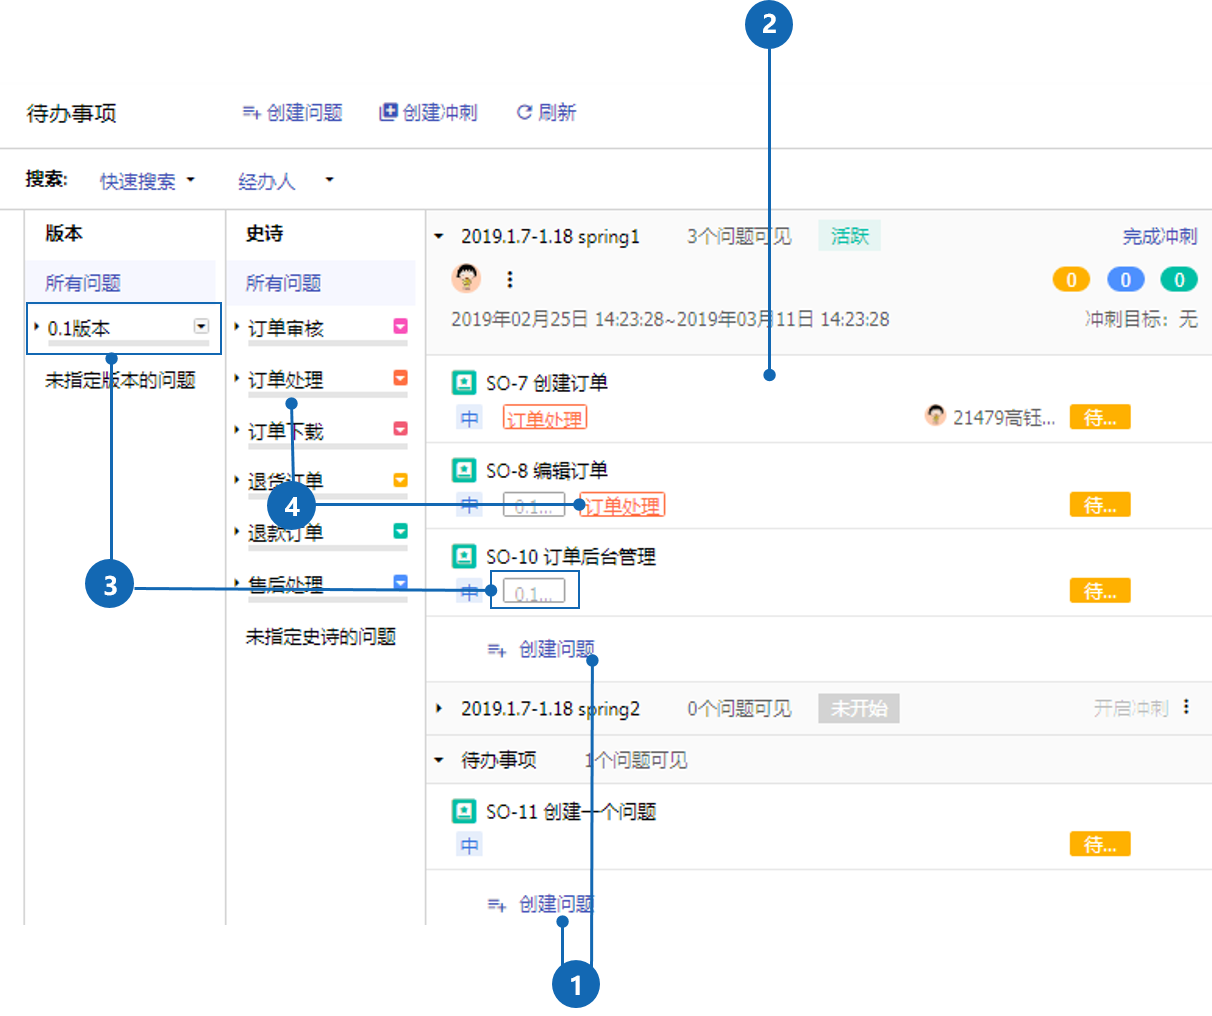 2
待办事项 创建问题 创建冲刺 刷新
搜索: 快速搜索 经办人
版本
所有问题
0.1版本
未指定版本的问题
史诗
所有问题
订单审核
订单处理
订单下载
退货订单
退款订单
售后处理
未指定史诗的问题
4
3
2019.1.7-1.18 spring1 3个问题可见 活跃 完成冲刺
0 0 0
2019年02月25日 14:23:28~2019年03月11日 14:23:28 冲刺目标：无
SO-7 创建订单
中 订单处理 21479高钰... 待...
SO-8 编辑订单
中 0.1... 订单处理 待...
SO-10 订单后台管理
中 0.1... 待...
创建问题
2019.1.7-1.18 spring2 0个问题可见 未开始 开启冲刺
待办事项 1个问题可见
SO-11 创建一个问题
中 待...
创建问题
1